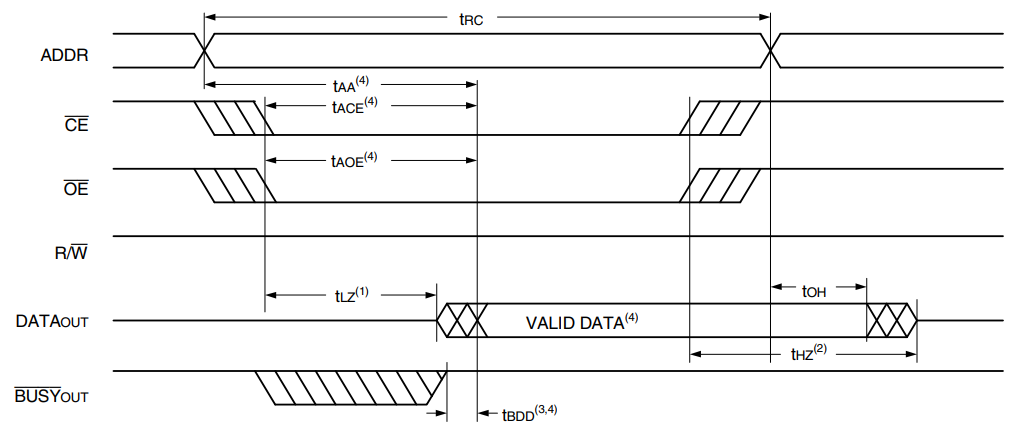 tRC
ADDR
tAA(4)
tACE(4)
CE
tAOE(4)
OE
R/W
tLZ(1)
tOH
DATAOUT
VALID DATA(4)
tHZ(2)
BUSYOUT
tBDD(3,4)